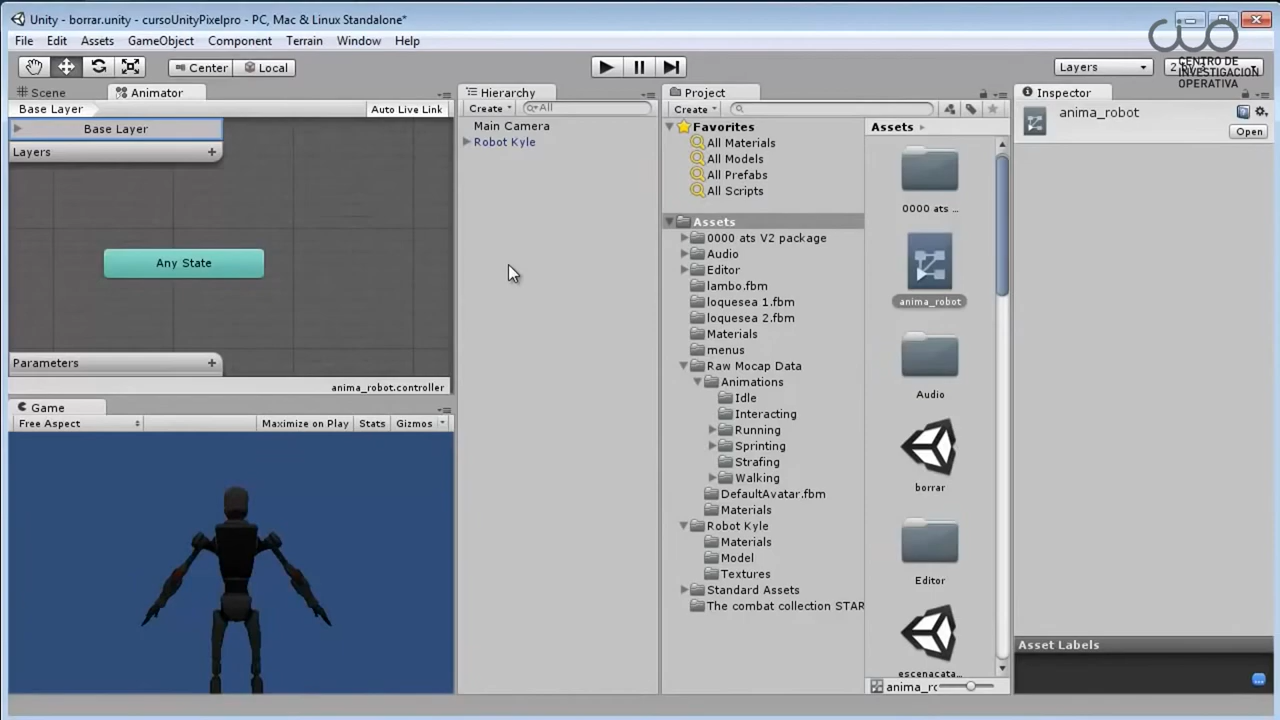 Unity - borrar.unity - cursoUnityPixelpro - PC, Mac & Linux Standalone*
File Edit Assets GameObject Component Terrain Window Help
CIO
CENTRO DE
INVESTIGACIÓN
OPERATIVA
Center Local
Layers
Scene Animator
Base Layer Auto Live Link
Base Layer
Layers
Any State
Parameters
anima_robot.controller
Game
Free Aspect Maximize on Play Stats Gizmos
Hierarchy
Create All
Main Camera
Robot Kyle
Project
Create
Favorites
All Materials
All Models
All Prefabs
All Scripts
Assets
0000 ats V2 package
Audio
Editor
lambo.fbm
loquesea 1.fbm
loquesea 2.fbm
Materials
menus
Raw Mocap Data
Animations
Idle
Interacting
Running
Sprinting
Strafing
Walking
DefaultAvatar.fbm
Materials
Robot Kyle
Materials
Model
Textures
Standard Assets
The combat collection STAR
Assets
0000 ats ...
anima_robot
Audio
borrar
Editor
escenacata...
anima_ro
Inspector
anima_robot
Open
Asset Labels